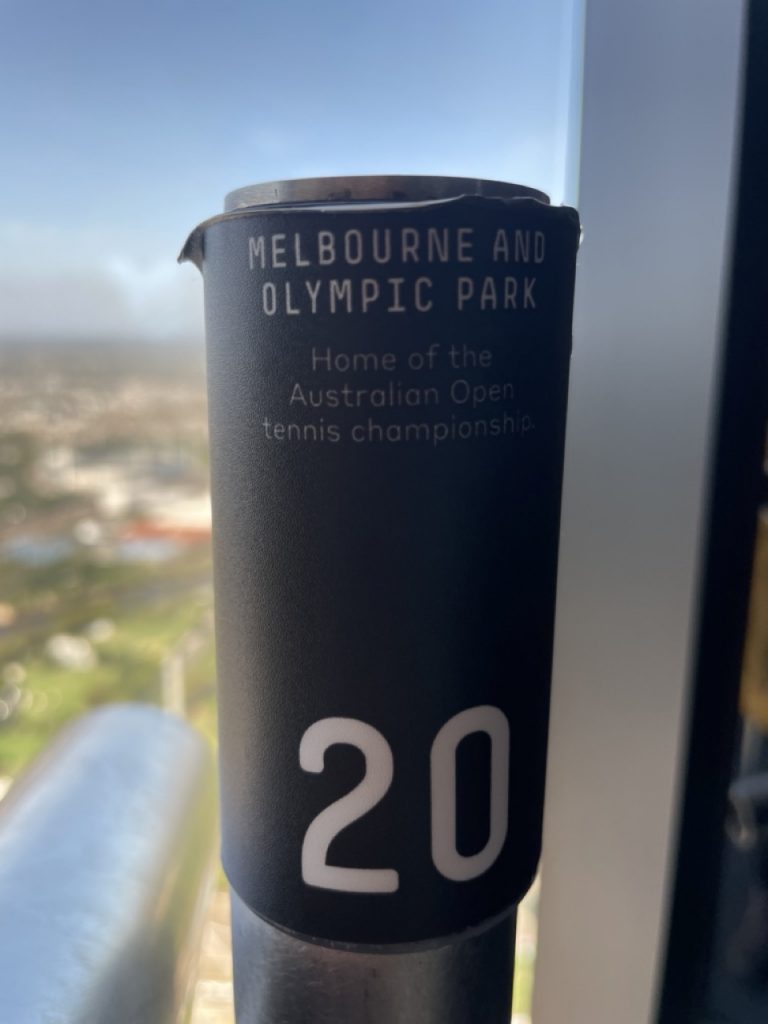 MELBOURNE AND
OLYMPIC PARK
Home of the
Australian Open
tennis championship.
20